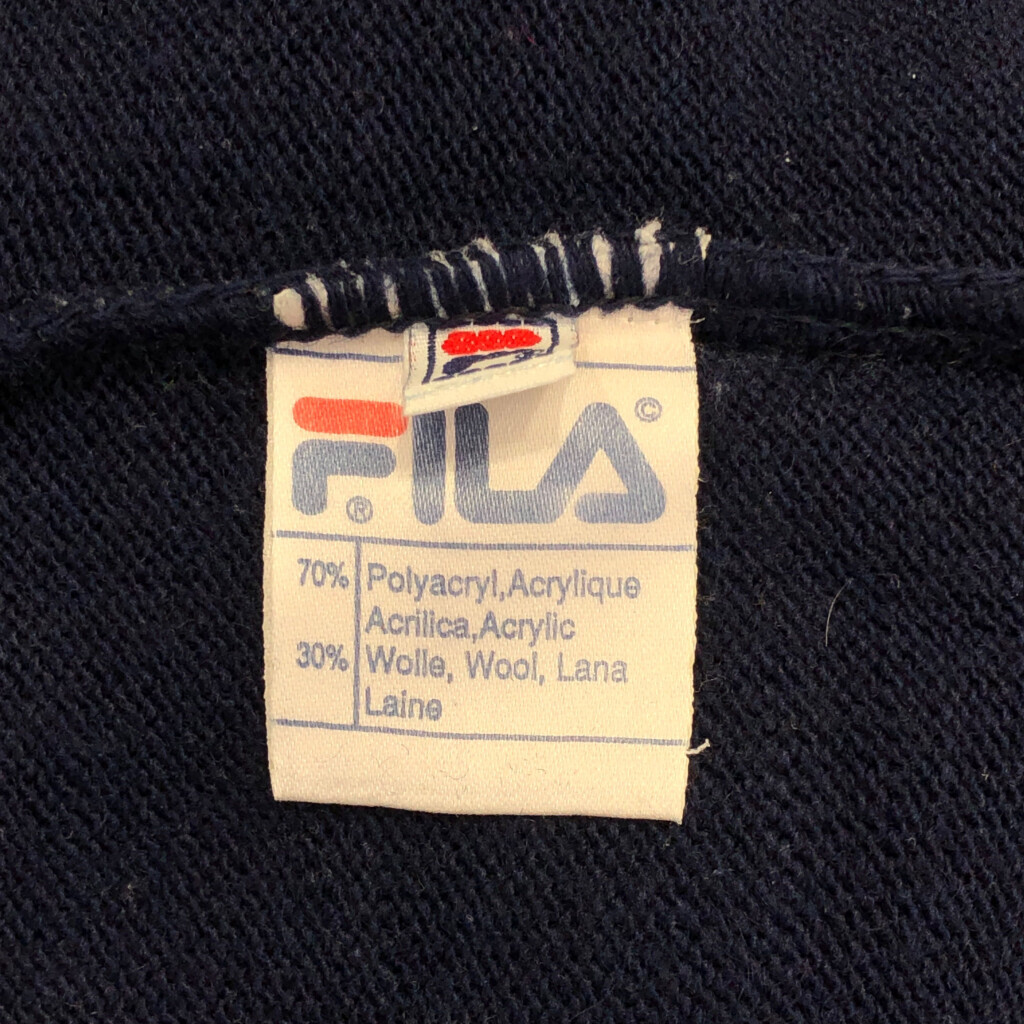 FILA ©
®
70% Polyacryl,Acrylique
Acrilica,Acrylic
30% Wolle, Wool, Lana
Laine